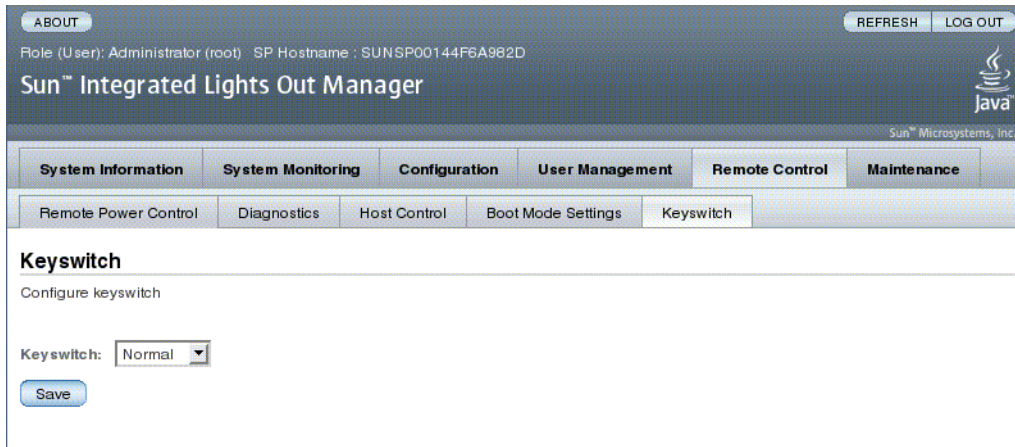 ABOUT REFRESH LOG OUT
Role (User): Administrator (root) SP Hostname : SUNSP00144F6A982D
Sun™ Integrated Lights Out Manager
Java™
Sun™ Microsystems, Inc.
System Information System Monitoring Configuration User Management Remote Control Maintenance
Remote Power Control Diagnostics Host Control Boot Mode Settings Keyswitch
Keyswitch
Configure keyswitch
Keyswitch: Normal
Save